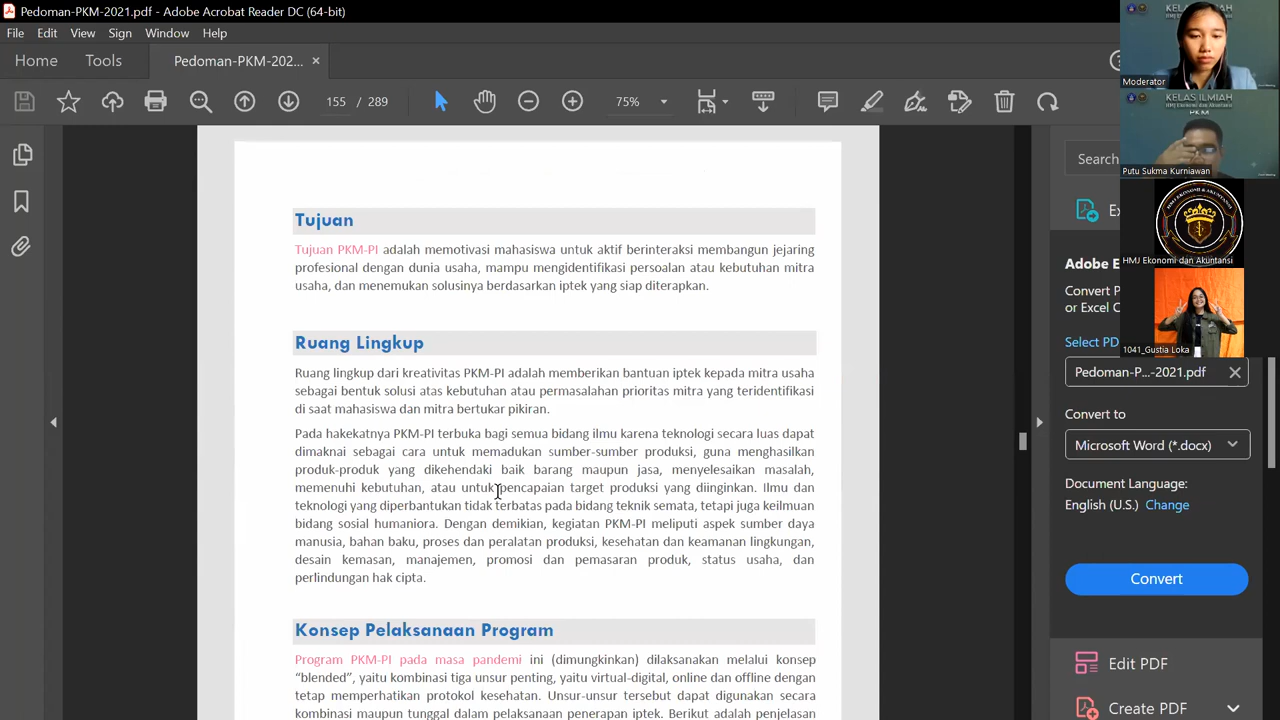 Pedoman-PKM-2021.pdf - Adobe Acrobat Reader DC (64-bit)
File Edit View Sign Window Help
Home Tools Pedoman-PKM-202... ×
155 / 289 75%
Tujuan
Tujuan PKM-PI adalah memotivasi mahasiswa untuk aktif berinteraksi membangun jejaring
profesional dengan dunia usaha, mampu mengidentifikasi persoalan atau kebutuhan mitra
usaha, dan menemukan solusinya berdasarkan iptek yang siap diterapkan.
Ruang Lingkup
Ruang lingkup dari kreativitas PKM-PI adalah memberikan bantuan iptek kepada mitra usaha
sebagai bentuk solusi atas kebutuhan atau permasalahan prioritas mitra yang teridentifikasi
di saat mahasiswa dan mitra bertukar pikiran.
Pada hakekatnya PKM-PI terbuka bagi semua bidang ilmu karena teknologi secara luas dapat
dimaknai sebagai cara untuk memadukan sumber-sumber produksi, guna menghasilkan
produk-produk yang dikehendaki baik barang maupun jasa, menyelesaikan masalah,
memenuhi kebutuhan, atau untuk pencapaian target produksi yang diinginkan. Ilmu dan
teknologi yang diperbantukan tidak terbatas pada bidang teknik semata, tetapi juga keilmuan
bidang sosial humaniora. Dengan demikian, kegiatan PKM-PI meliputi aspek sumber daya
manusia, bahan baku, proses dan peralatan produksi, kesehatan dan keamanan lingkungan,
desain kemasan, manajemen, promosi dan pemasaran produk, status usaha, dan
perlindungan hak cipta.
Konsep Pelaksanaan Program
Program PKM-PI pada masa pandemi ini (dimungkinkan) dilaksanakan melalui konsep
“blended”, yaitu kombinasi tiga unsur penting, yaitu virtual-digital, online dan offline dengan
tetap memperhatikan protokol kesehatan. Unsur-unsur tersebut dapat digunakan secara
kombinasi maupun tunggal dalam pelaksanaan penerapan iptek. Berikut adalah penjelasan
Moderator
KELAS ILMIAH
HMJ Ekonomi dan Akuntansi
PKM
Putu Sukma Kurniawan
HMJ EKONOMI & AKUNTANSI
HMJ Ekonomi dan Akuntansi
1041_Gustia Loka
Search
Ex
Adobe E
Convert P
or Excel C
Select PD
Pedoman-P...-2021.pdf
Convert to
Microsoft Word (*.docx)
Document Language:
English (U.S.) Change
Convert
Edit PDF
Create PDF